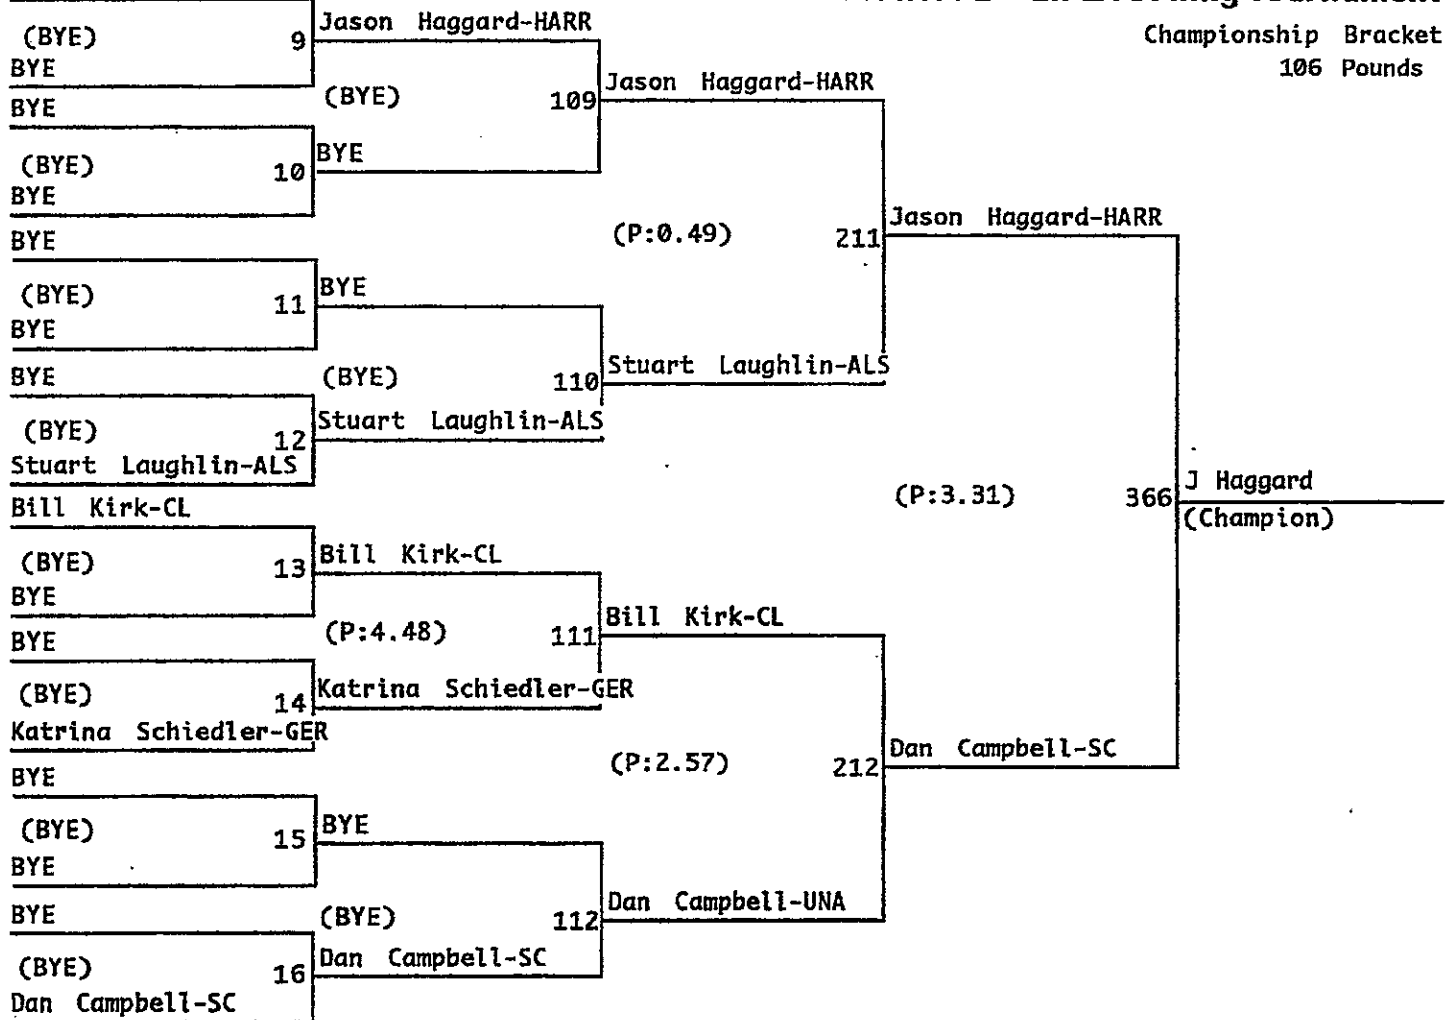 Wrestling Tournament
Championship Bracket
106 Pounds
(BYE) 9 Jason Haggard-HARR
BYE
(BYE) 109 Jason Haggard-HARR
BYE
(BYE) 10 BYE
BYE
(P:0.49) 211 Jason Haggard-HARR
BYE
(BYE) 11 BYE
BYE
(BYE) 110 Stuart Laughlin-ALS
BYE
(BYE) 12 Stuart Laughlin-ALS
Stuart Laughlin-ALS
(P:3.31) 366 J Haggard
(Champion)
Bill Kirk-CL
(BYE) 13 Bill Kirk-CL
BYE
(P:4.48) 111 Bill Kirk-CL
BYE
(BYE) 14 Katrina Schiedler-GER
Katrina Schiedler-GER
(P:2.57) 212 Dan Campbell-SC
BYE
(BYE) 15 BYE
BYE
(BYE) 112 Dan Campbell-UNA
BYE
(BYE) 16 Dan Campbell-SC
Dan Campbell-SC